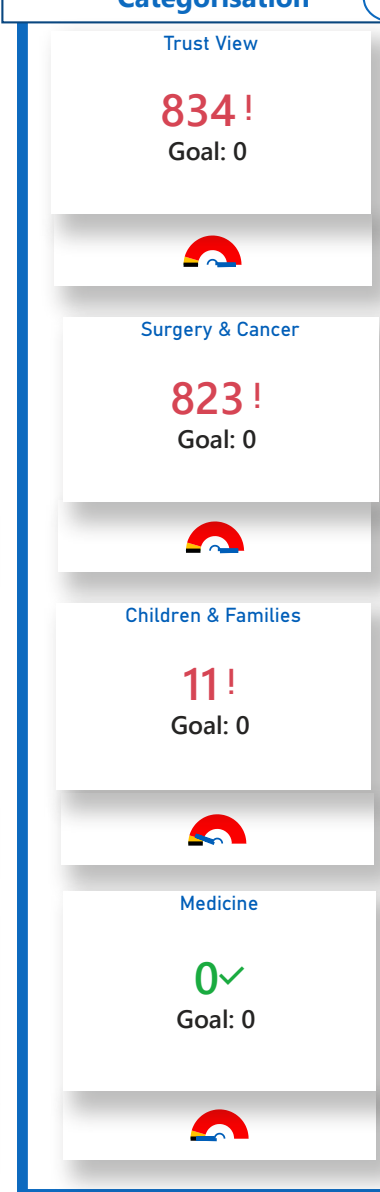 Categorisation
Trust View
834 !
Goal: 0
Surgery & Cancer
823 !
Goal: 0
Children & Families
11 !
Goal: 0
Medicine
0
Goal: 0